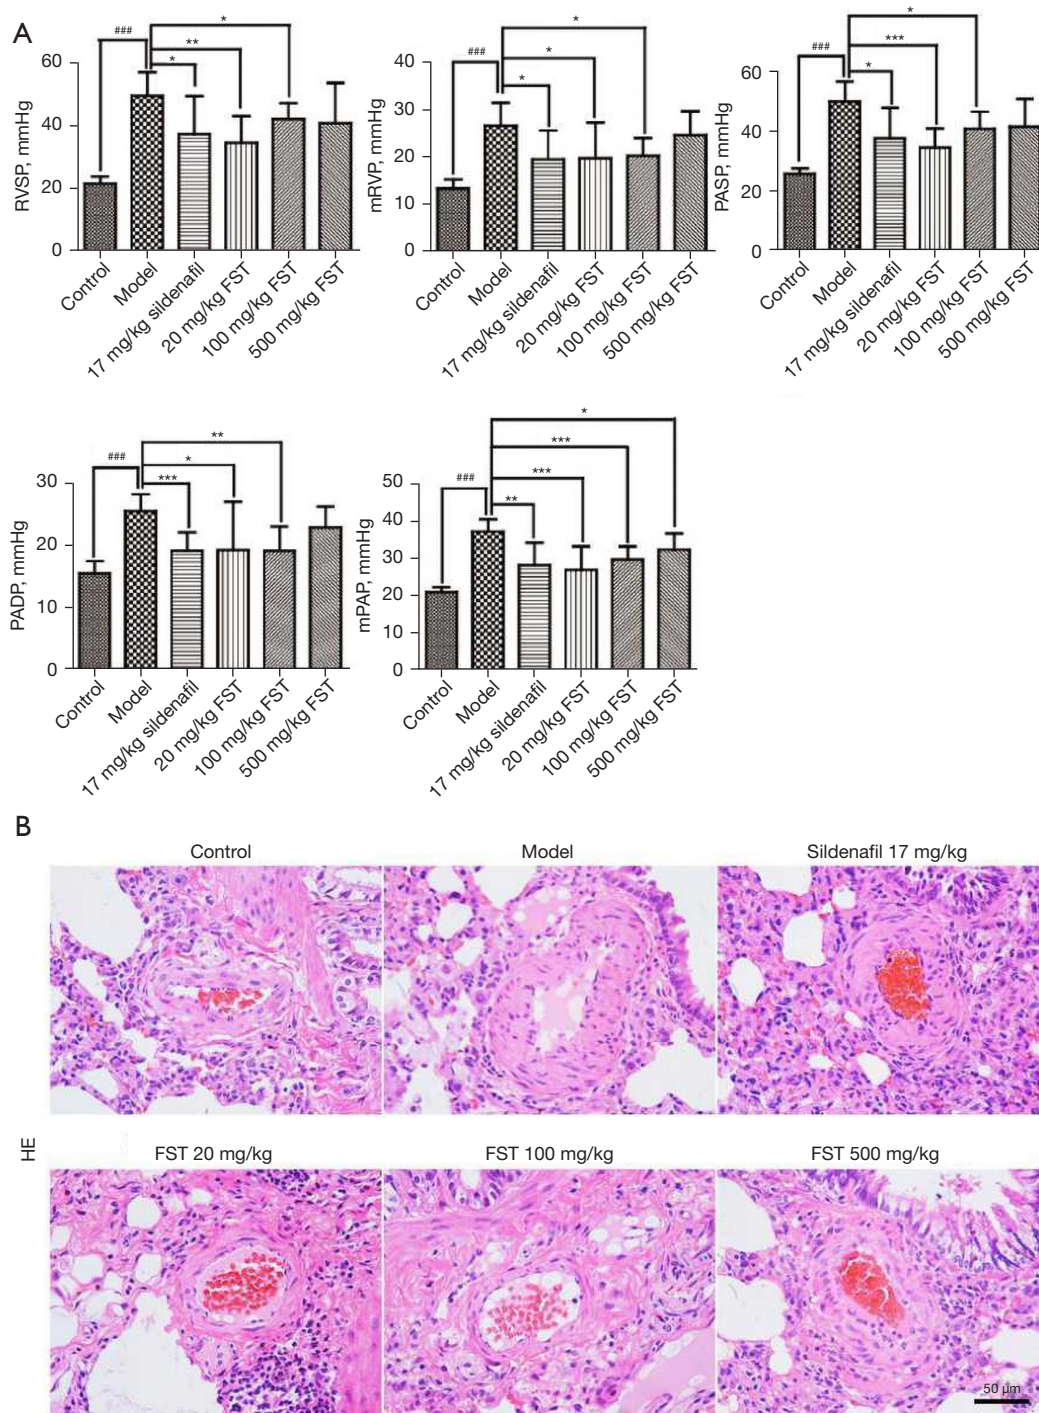 A
RVSP, mmHg
60
40
20
0
###
*
**
*
Control
Model
17 mg/kg sildenafil
20 mg/kg FST
100 mg/kg FST
500 mg/kg FST
mRVP, mmHg
40
30
20
10
0
###
*
*
*
Control
Model
17 mg/kg sildenafil
20 mg/kg FST
100 mg/kg FST
500 mg/kg FST
PASP, mmHg
60
40
20
0
###
*
***
*
Control
Model
17 mg/kg sildenafil
20 mg/kg FST
100 mg/kg FST
500 mg/kg FST
PADP, mmHg
30
20
10
0
###
**
*
***
Control
Model
17 mg/kg sildenafil
20 mg/kg FST
100 mg/kg FST
500 mg/kg FST
mPAP, mmHg
50
40
30
20
10
0
###
*
***
***
**
Control
Model
17 mg/kg sildenafil
20 mg/kg FST
100 mg/kg FST
500 mg/kg FST
B
HE
Control
Model
Sildenafil 17 mg/kg
FST 20 mg/kg
FST 100 mg/kg
FST 500 mg/kg
50 μm